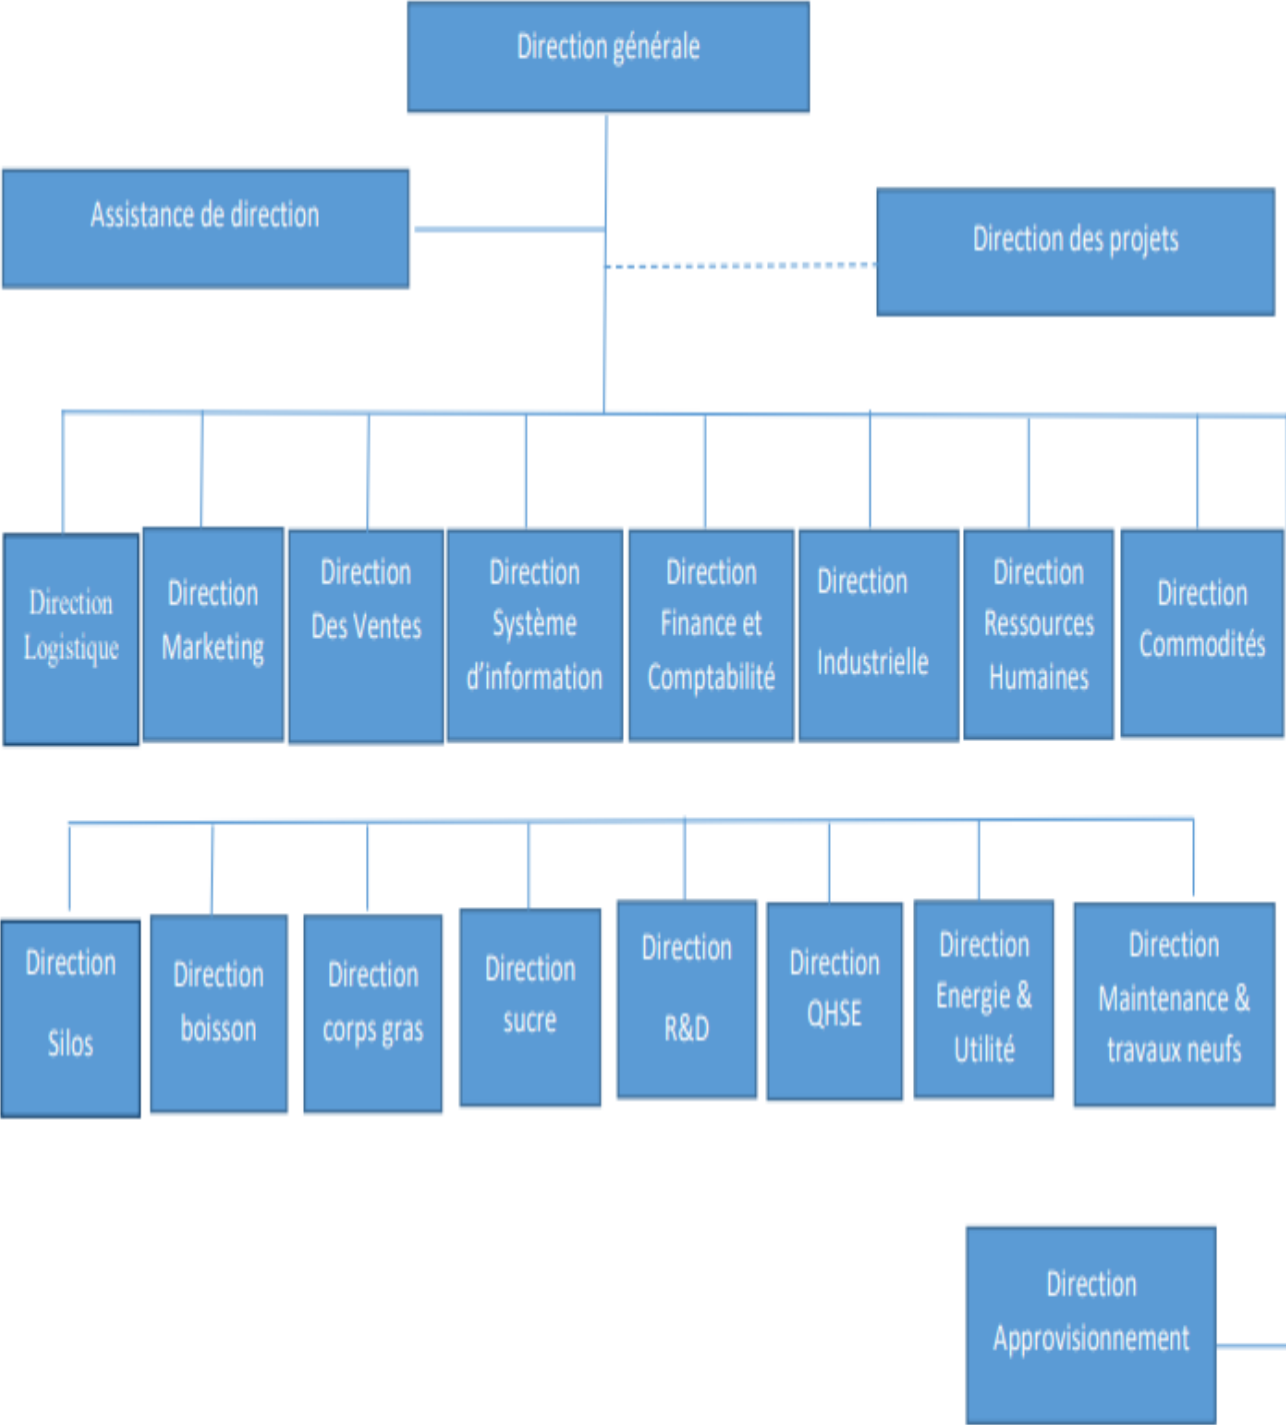 Direction générale
Assistance de direction
Direction des projets
Direction
Logistique
Direction
Marketing
Direction
Des Ventes
Direction
Système
d'information
Direction
Finance et
Comptabilité
Direction
Industrielle
Direction
Ressources
Humaines
Direction
Commodités
Direction
Silos
Direction
boisson
Direction
corps gras
Direction
sucre
Direction
R&D
Direction
QHSE
Direction
Energie &
Utilité
Direction
Maintenance &
travaux neufs
Direction
Approvisionnement